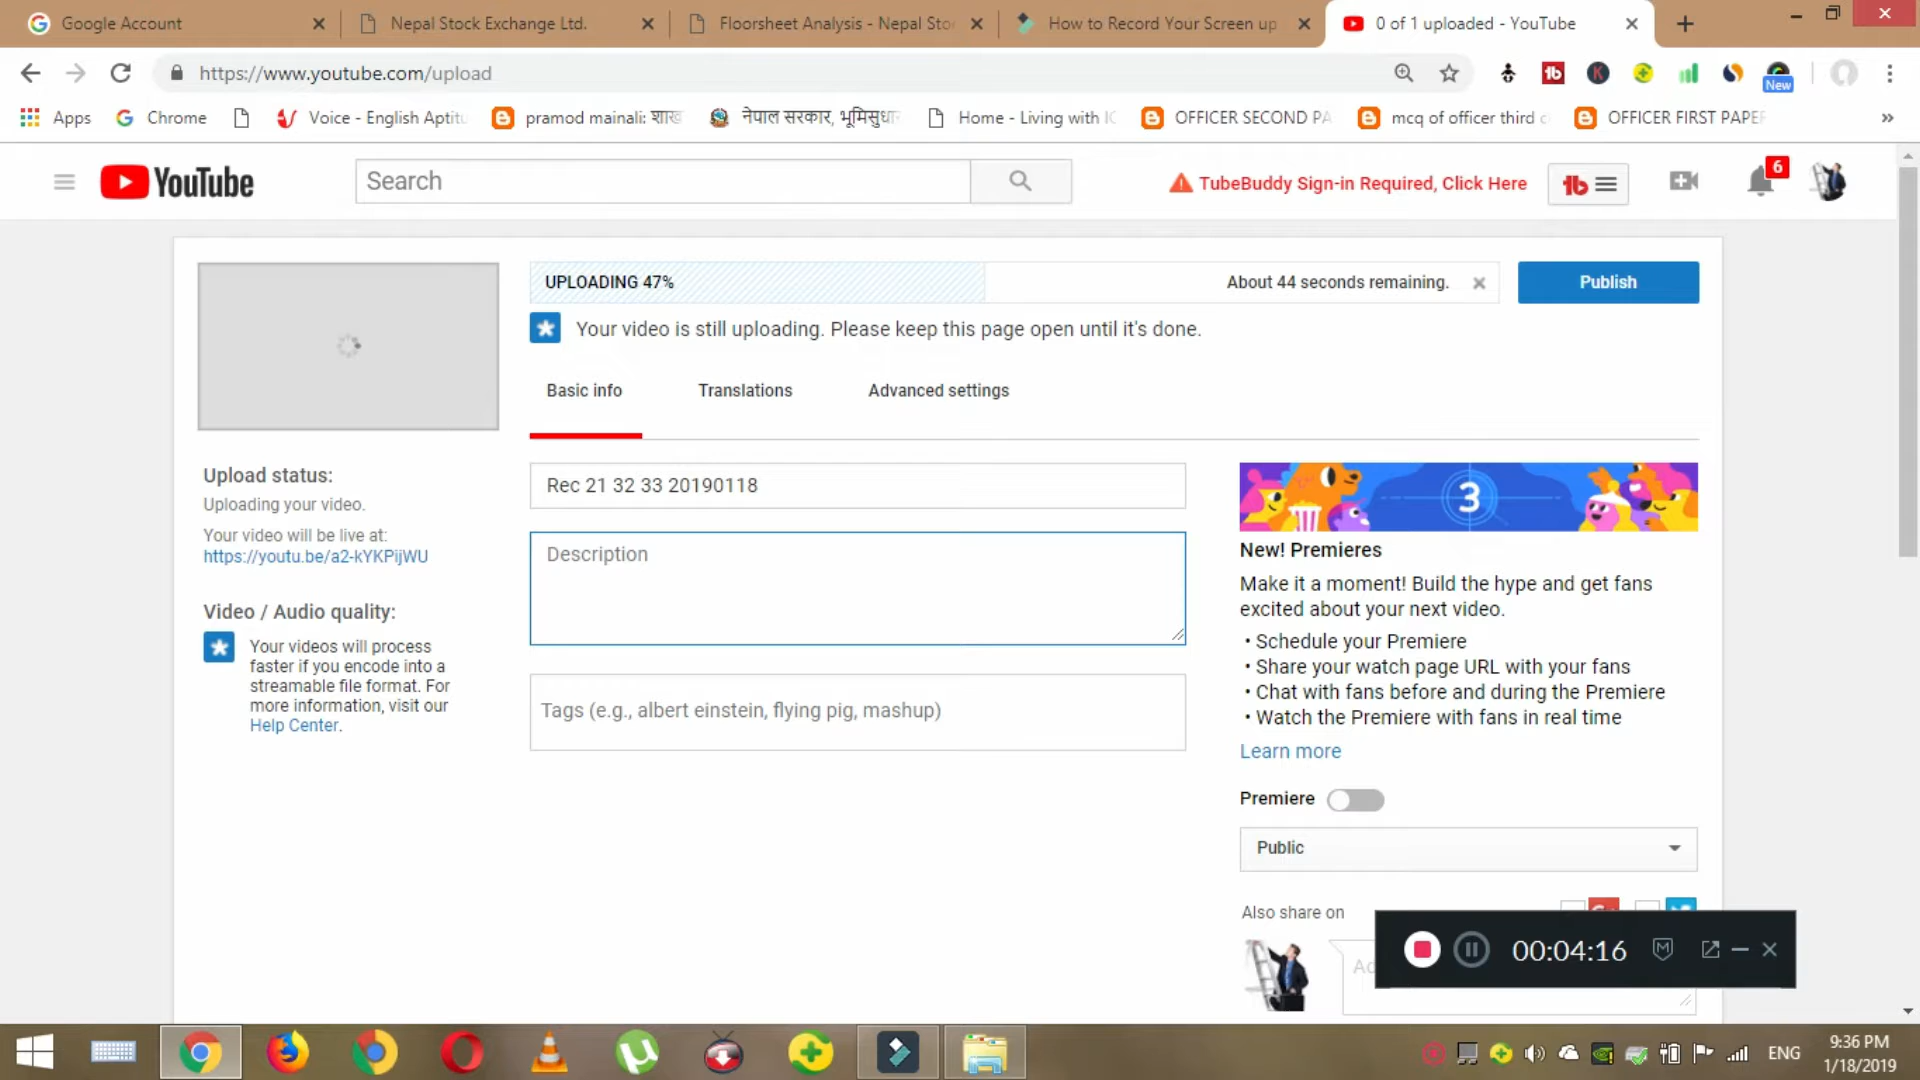 Google Account
Nepal Stock Exchange Ltd.
Floorsheet Analysis - Nepal Sto
How to Record Your Screen up
0 of 1 uploaded - YouTube
https://www.youtube.com/upload
New
Apps
Chrome
Voice - English Aptitu
pramod mainali: शाख
नेपाल सरकार, भूमिसुधा
Home - Living with IC
OFFICER SECOND PA
mcq of officer third c
OFFICER FIRST PAPER
»
YouTube
Search
TubeBuddy Sign-in Required, Click Here
6
UPLOADING 47%
About 44 seconds remaining.
Publish
Your video is still uploading. Please keep this page open until it's done.
Basic info
Translations
Advanced settings
Upload status:
Uploading your video.
Your video will be live at:
https://youtu.be/a2-kYKPijWU
Video / Audio quality:
Your videos will process
faster if you encode into a
streamable file format. For
more information, visit our
Help Center.
Rec 21 32 33 20190118
Description
Tags (e.g., albert einstein, flying pig, mashup)
3
New! Premieres
Make it a moment! Build the hype and get fans
excited about your next video.
• Schedule your Premiere
• Share your watch page URL with your fans
• Chat with fans before and during the Premiere
• Watch the Premiere with fans in real time
Learn more
Premiere
Public
Also share on
00:04:16
ENG
9:36 PM
1/18/2019